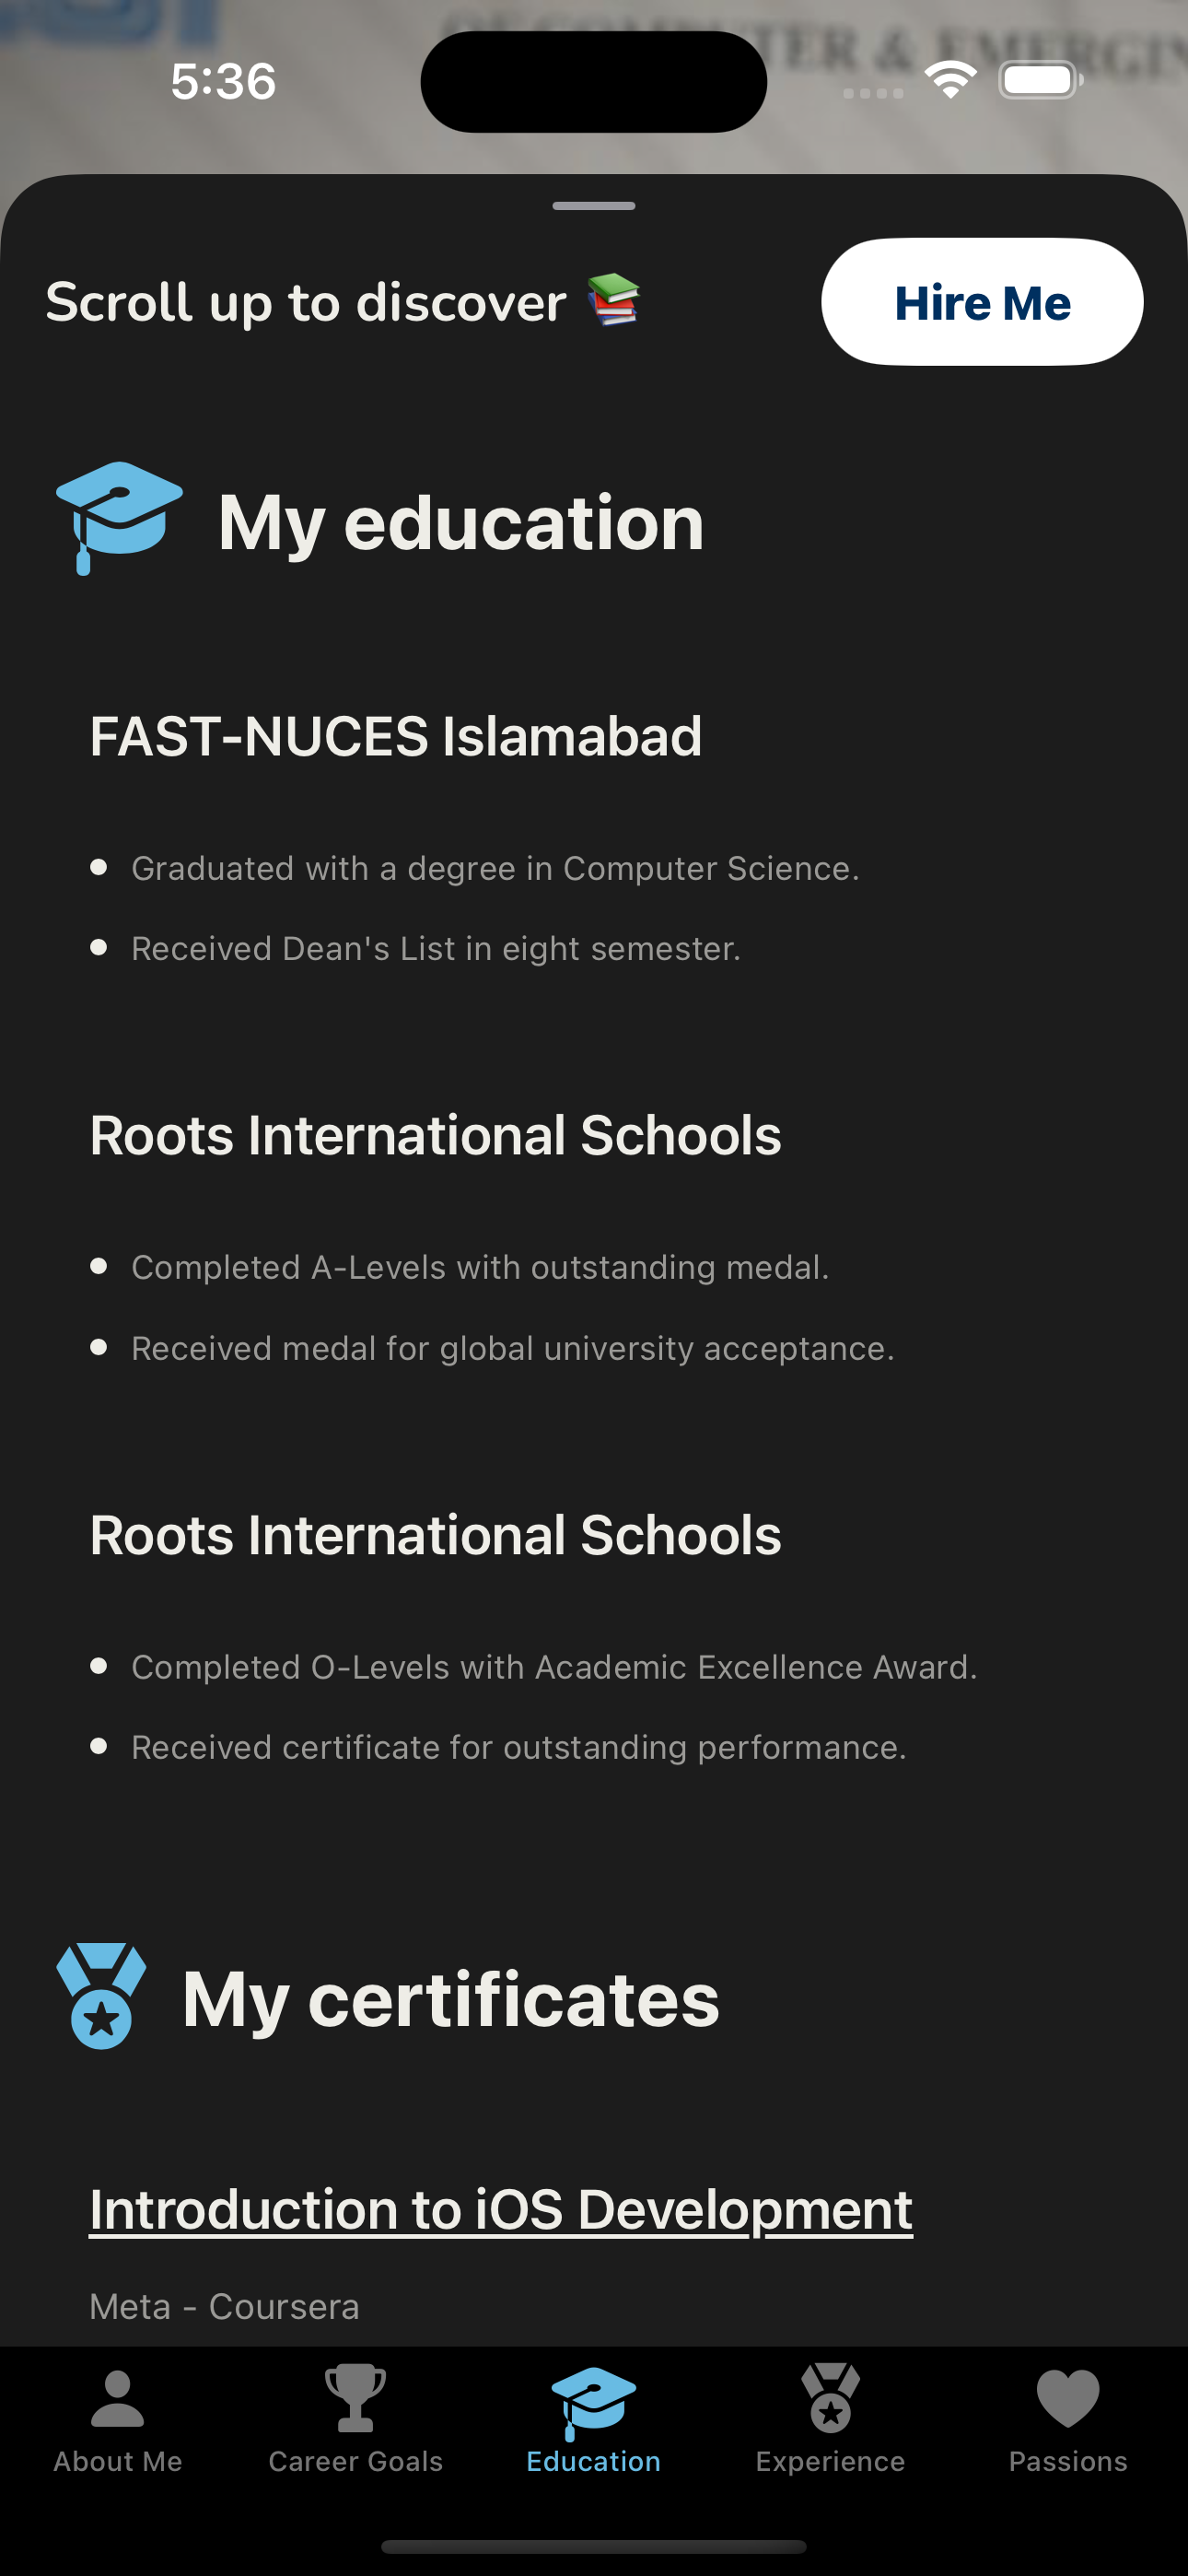 OF COMPUTER & EMERGIN
5:36
Scroll up to discover 📚
Hire Me
My education
FAST-NUCES Islamabad
• Graduated with a degree in Computer Science.
• Received Dean's List in eight semester.
Roots International Schools
• Completed A-Levels with outstanding medal.
• Received medal for global university acceptance.
Roots International Schools
• Completed O-Levels with Academic Excellence Award.
• Received certificate for outstanding performance.
My certificates
Introduction to iOS Development
Meta - Coursera
About Me
Career Goals
Education
Experience
Passions